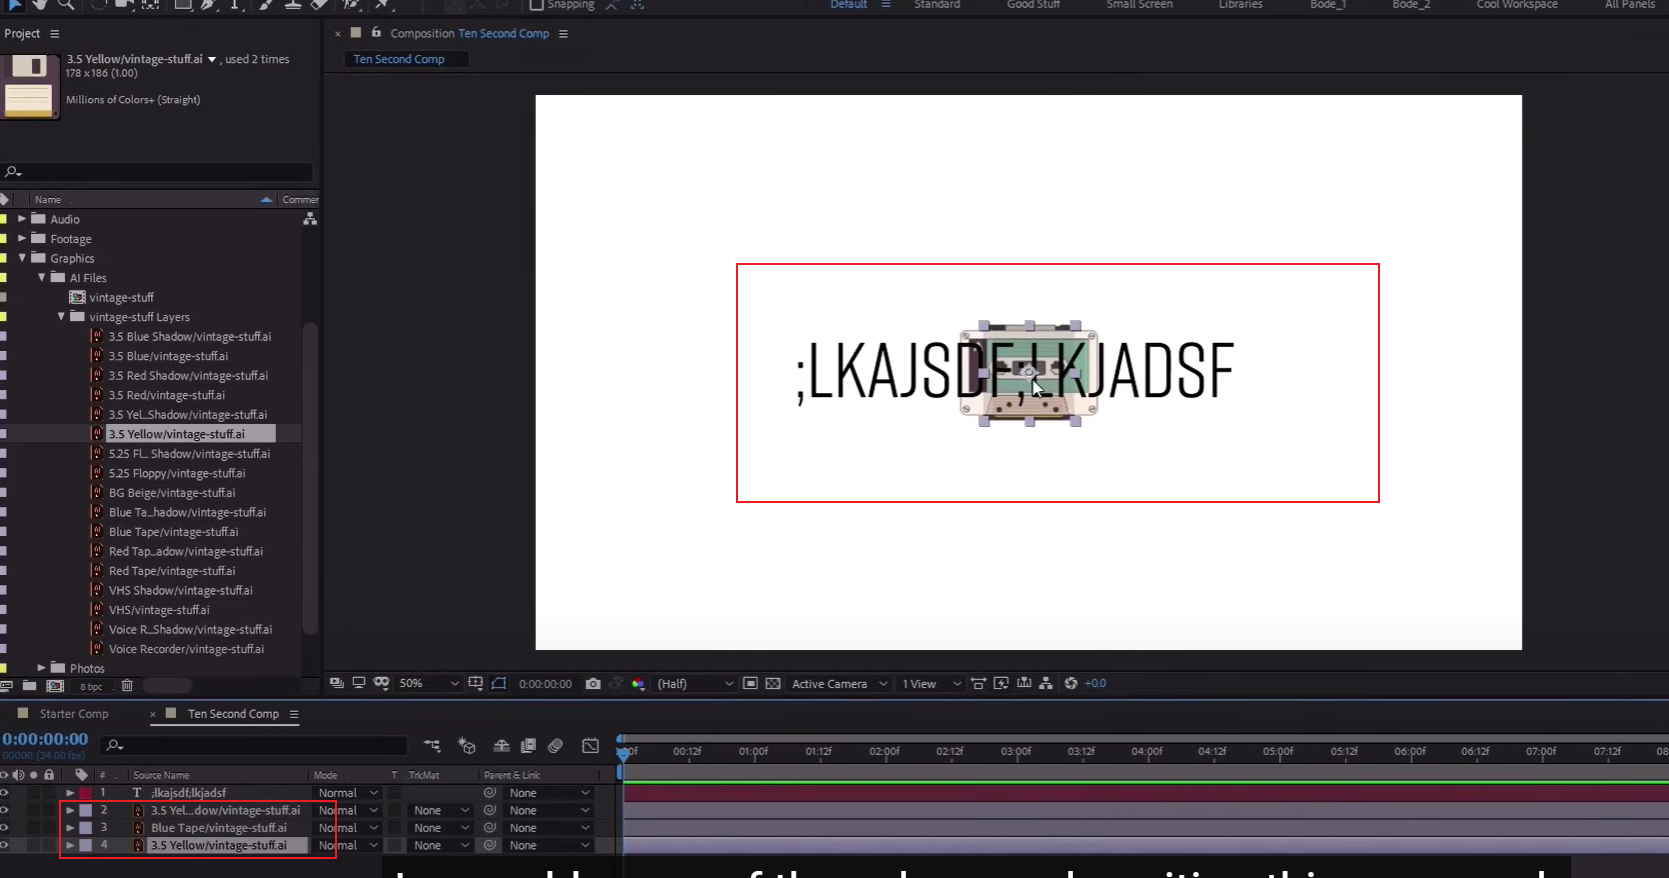 Snapping
Default
Standard
Good Stuff
Small Screen
Libraries
Bode_1
Bode_2
Cool Workspace
All Panels
Project
Composition Ten Second Comp
Ten Second Comp
3.5 Yellow/vintage-stuff.ai , used 2 times
178 x 186 (1.00)
Millions of Colors+ (Straight)
Name
Commer
Audio
Footage
Graphics
AI Files
vintage-stuff
vintage-stuff Layers
3.5 Blue Shadow/vintage-stuff.ai
3.5 Blue/vintage-stuff.ai
3.5 Red Shadow/vintage-stuff.ai
3.5 Red/vintage-stuff.ai
3.5 Yel...Shadow/vintage-stuff.ai
3.5 Yellow/vintage-stuff.ai
5.25 Fl... Shadow/vintage-stuff.ai
5.25 Floppy/vintage-stuff.ai
BG Beige/vintage-stuff.ai
Blue Ta...hadow/vintage-stuff.ai
Blue Tape/vintage-stuff.ai
Red Tap...adow/vintage-stuff.ai
Red Tape/vintage-stuff.ai
VHS Shadow/vintage-stuff.ai
VHS/vintage-stuff.ai
Voice R...Shadow/vintage-stuff.ai
Voice Recorder/vintage-stuff.ai
Photos
8 bpc
;LKAJSDF;LKJADSF
50%
0:00:00:00
(Half)
Active Camera
1 View
+0.0
Starter Comp
Ten Second Comp
0:00:00:00
00000 (24.00 fps)
00:12f 01:00f 01:12f 02:00f 02:12f 03:00f 03:12f 04:00f 04:12f 05:00f 05:12f 06:00f 06:12f 07:00f 07:12f
# Source Name Mode T .TrkMat Parent & Link
1 T ;lkajsdf;lkjadsf Normal None
2 3.5 Yel...dow/vintage-stuff.ai Normal None None
3 Blue Tape/vintage-stuff.ai Normal None None
4 3.5 Yellow/vintage-stuff.ai Normal None None